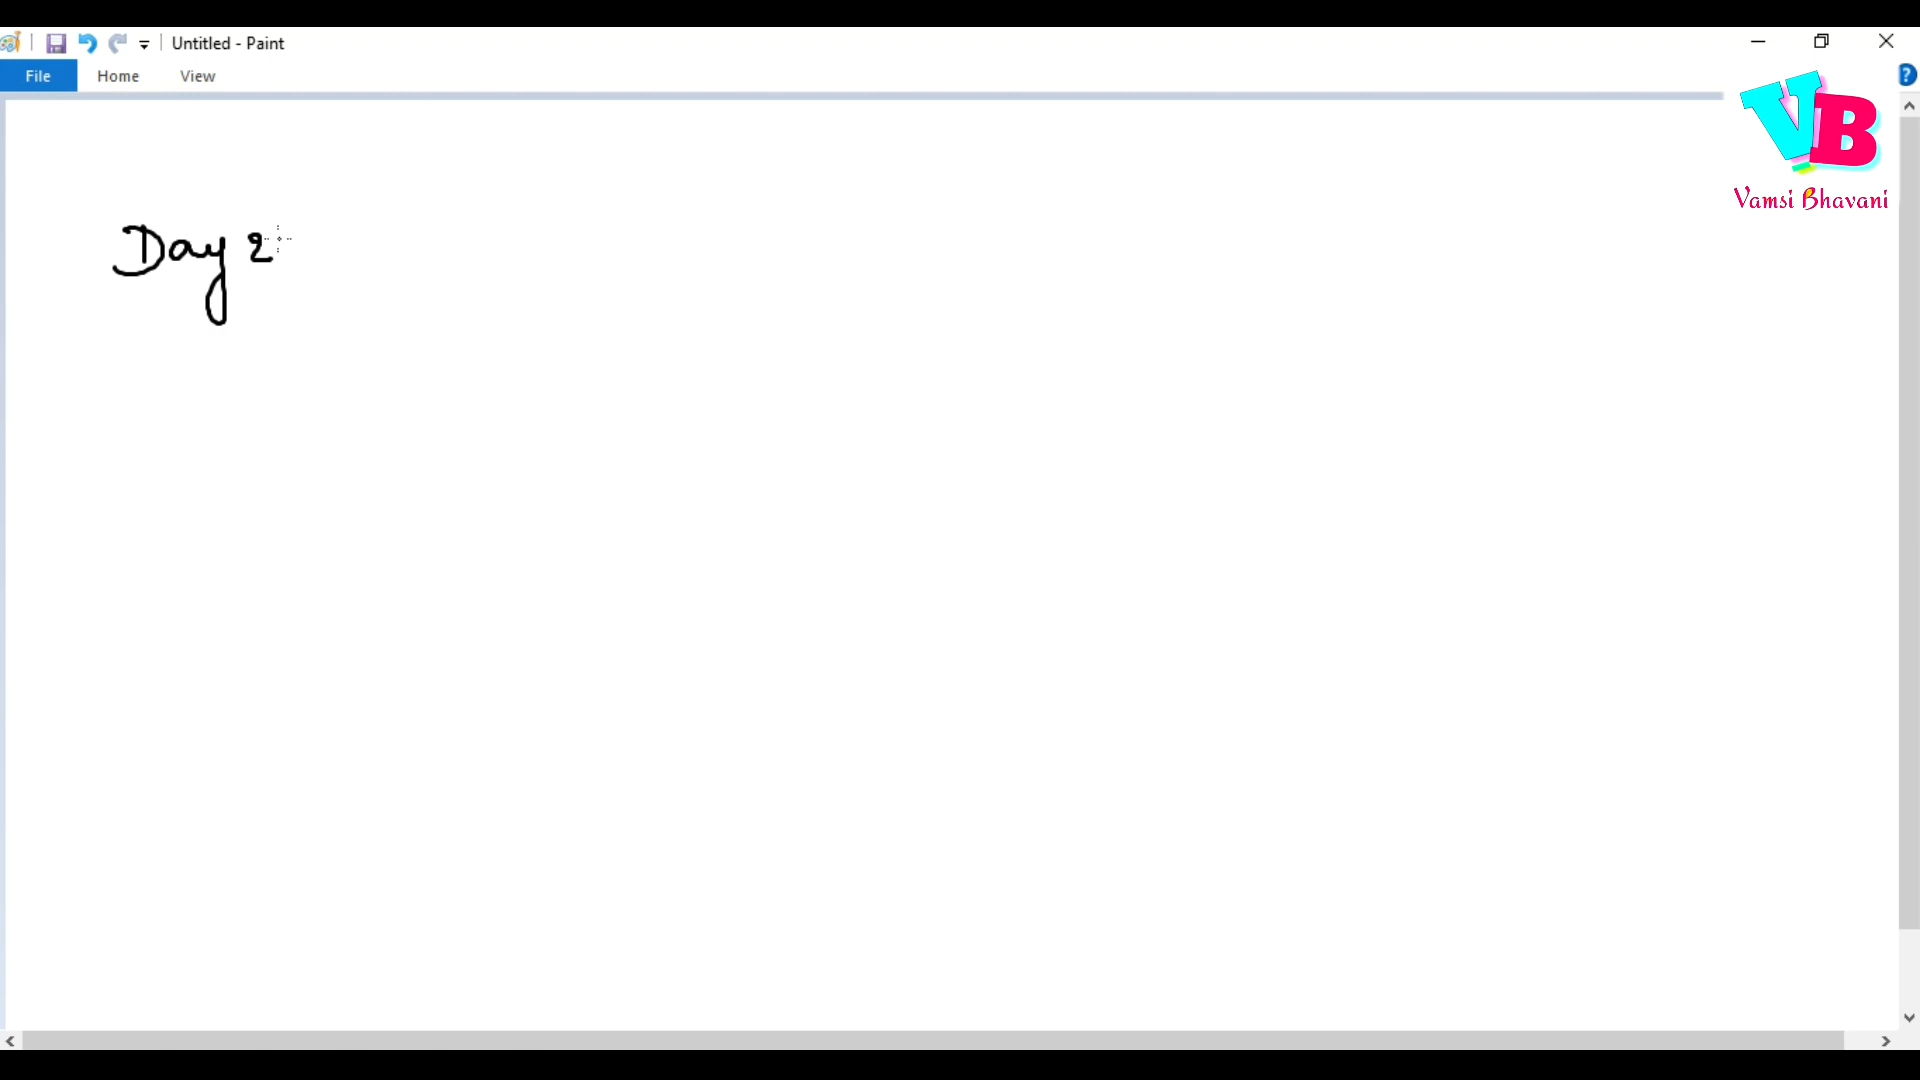 Untitled - Paint
File Home View
VB
Vamsi Bhavani
Day 2